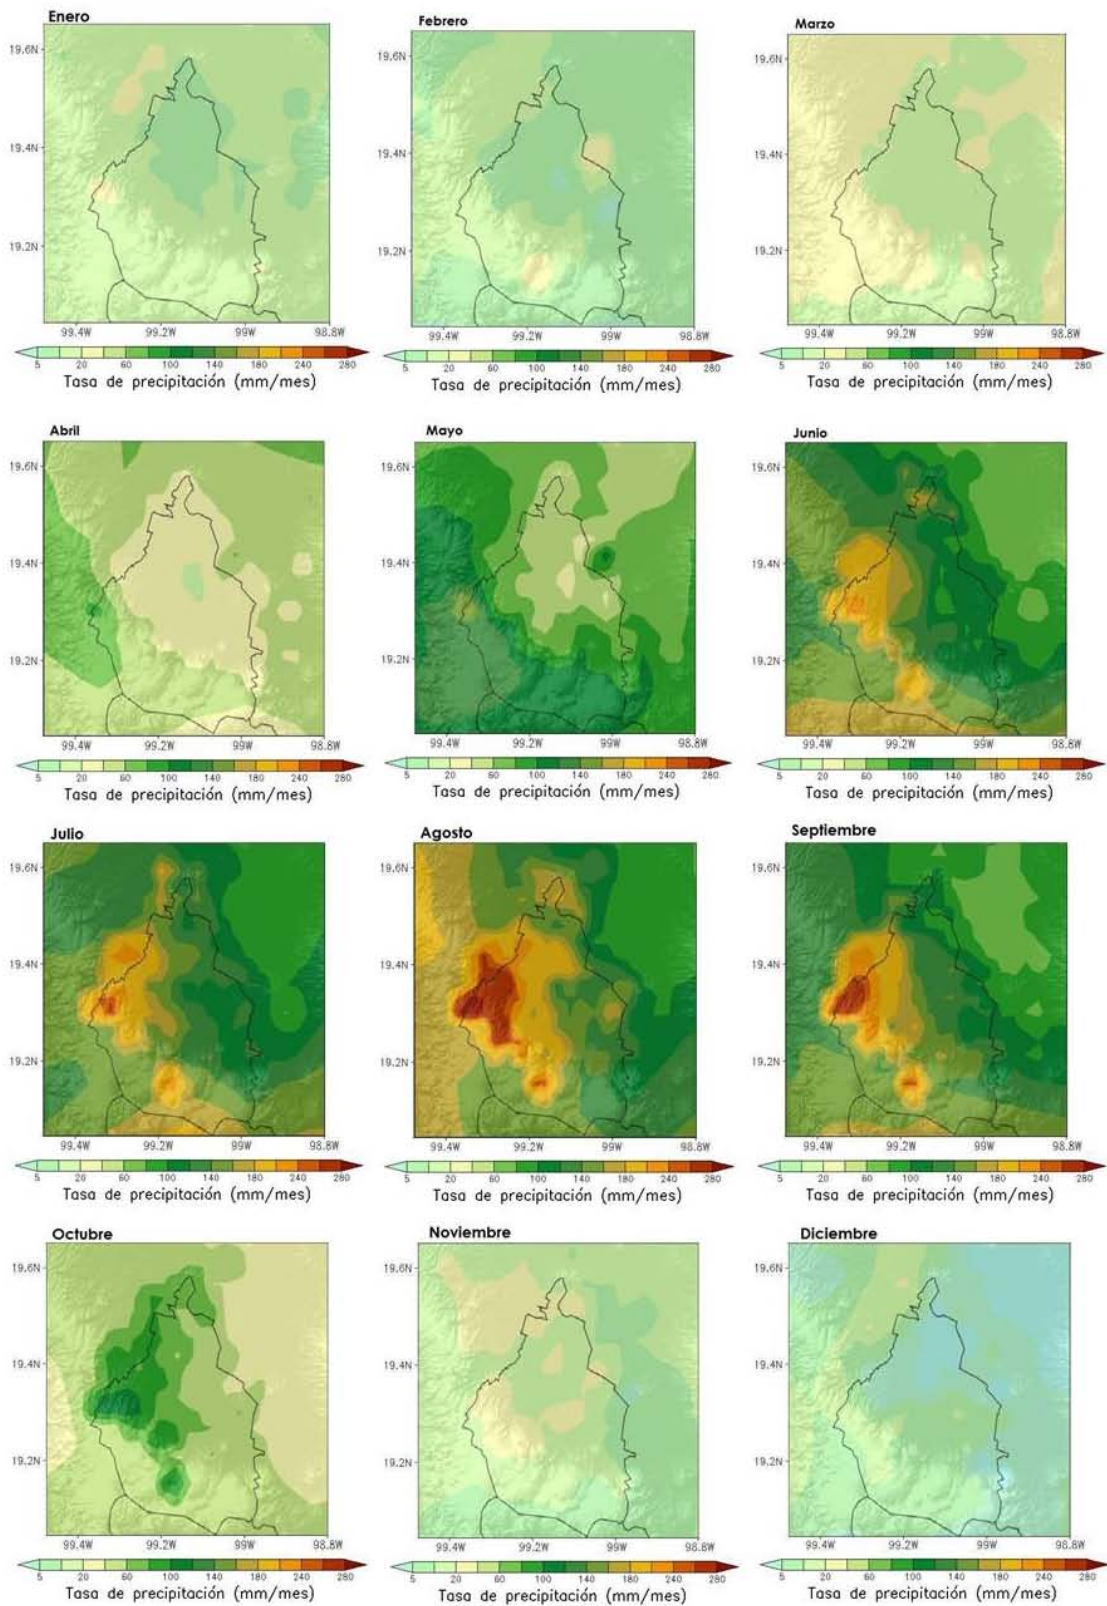 Enero Febrero Marzo
19.6N
19.4N
19.2N
99.4W 99.2W 99W 98.8W 99.4W 99.2W 99W 98.8W 99.4W 99.2W 99W 98.8W
5 20 60 100 140 180 240 280 5 20 60 100 140 180 240 280 5 20 60 100 140 180 240 280
Tasa de precipitación (mm/mes) Tasa de precipitación (mm/mes) Tasa de precipitación (mm/mes)
Abril Mayo Junio
19.6N 19.6N 19.6N
19.4N 19.4N 19.4N
19.2N 19.2N 19.2N
99.4W 99.2W 99W 98.8W 99.4W 99.2W 99W 98.8W 99.4W 99.2W 99W 98.8W
5 20 60 100 140 180 240 280 5 20 60 100 140 180 240 280 5 20 60 100 140 180 240 280
Tasa de precipitación (mm/mes) Tasa de precipitación (mm/mes) Tasa de precipitación (mm/mes)
Julio Agosto Septiembre
19.6N 19.6N 19.6N
19.4N 19.4N 19.4N
19.2N 19.2N 19.2N
99.4W 99.2W 99W 98.8W 99.4W 99.2W 99W 98.8W 99.4W 99.2W 99W 98.8W
5 20 60 100 140 180 240 280 5 20 60 100 140 180 240 280 5 20 60 100 140 180 240 280
Tasa de precipitación (mm/mes) Tasa de precipitación (mm/mes) Tasa de precipitación (mm/mes)
Octubre Noviembre Diciembre
19.6N 19.6N 19.6N
19.4N 19.4N 19.4N
19.2N 19.2N 19.2N
99.4W 99.2W 99W 98.8W 99.4W 99.2W 99W 98.8W 99.4W 99.2W 99W 98.8W
5 20 60 100 140 180 240 280 5 20 60 100 140 180 240 280 5 20 60 100 140 180 240 280
Tasa de precipitación (mm/mes) Tasa de precipitación (mm/mes) Tasa de precipitación (mm/mes)